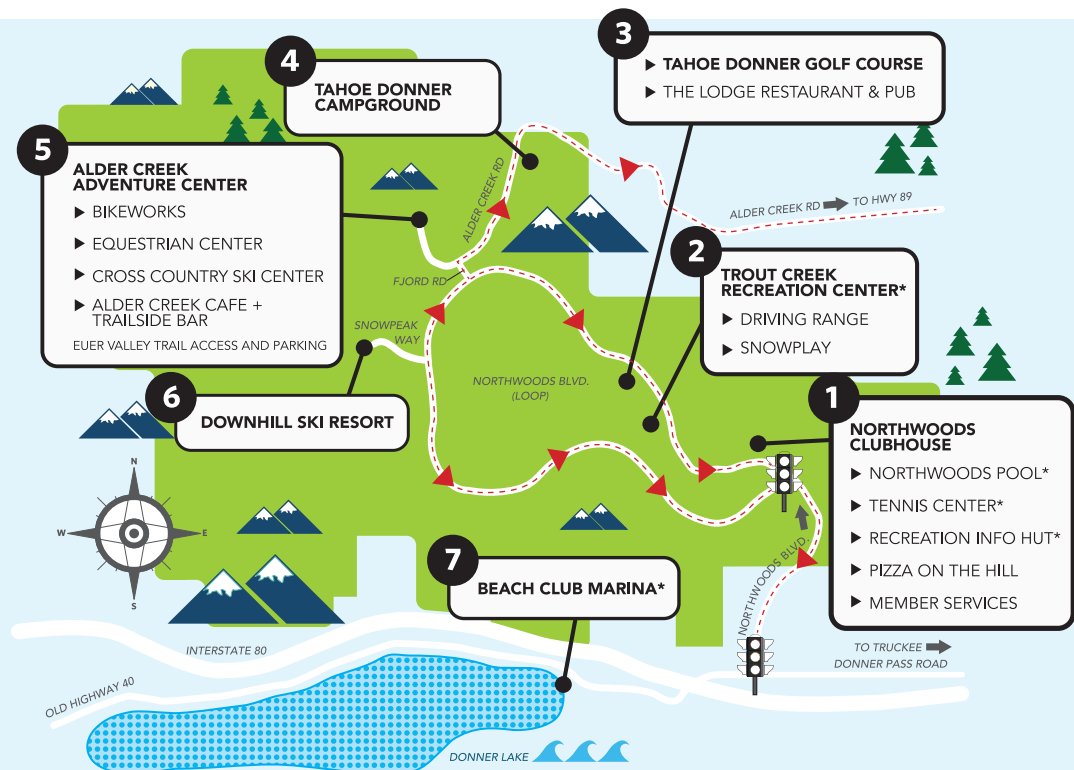 3
▶ TAHOE DONNER GOLF COURSE
▶ THE LODGE RESTAURANT & PUB
4
TAHOE DONNER
CAMPGROUND
5
ALDER CREEK
ADVENTURE CENTER
▶ BIKEWORKS
▶ EQUESTRIAN CENTER
▶ CROSS COUNTRY SKI CENTER
▶ ALDER CREEK CAFE +
TRAILSIDE BAR
EUER VALLEY TRAIL ACCESS AND PARKING
ALDER CREEK RD
ALDER CREEK RD ➡ TO HWY 89
2
TROUT CREEK
RECREATION CENTER*
▶ DRIVING RANGE
▶ SNOWPLAY
FJORD RD
SNOWPEAK
WAY
NORTHWOODS BLVD.
(LOOP)
6
DOWNHILL SKI RESORT
1
NORTHWOODS
CLUBHOUSE
▶ NORTHWOODS POOL*
▶ TENNIS CENTER*
▶ RECREATION INFO HUT*
▶ PIZZA ON THE HILL
▶ MEMBER SERVICES
N
W
E
S
7
BEACH CLUB MARINA*
NORTHWOODS BLVD.
INTERSTATE 80
TO TRUCKEE ➡
DONNER PASS ROAD
OLD HIGHWAY 40
DONNER LAKE